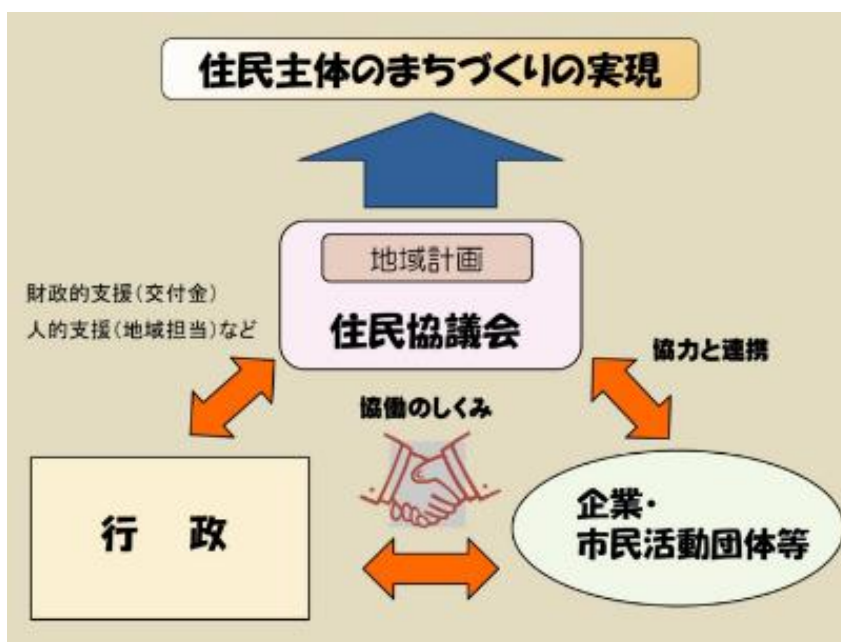 住民主体のまちづくりの実現
地域計画
住民協議会
財政的支援(交付金)
人的支援(地域担当)など
協力と連携
協働のしくみ
行　政
企業・
市民活動団体等